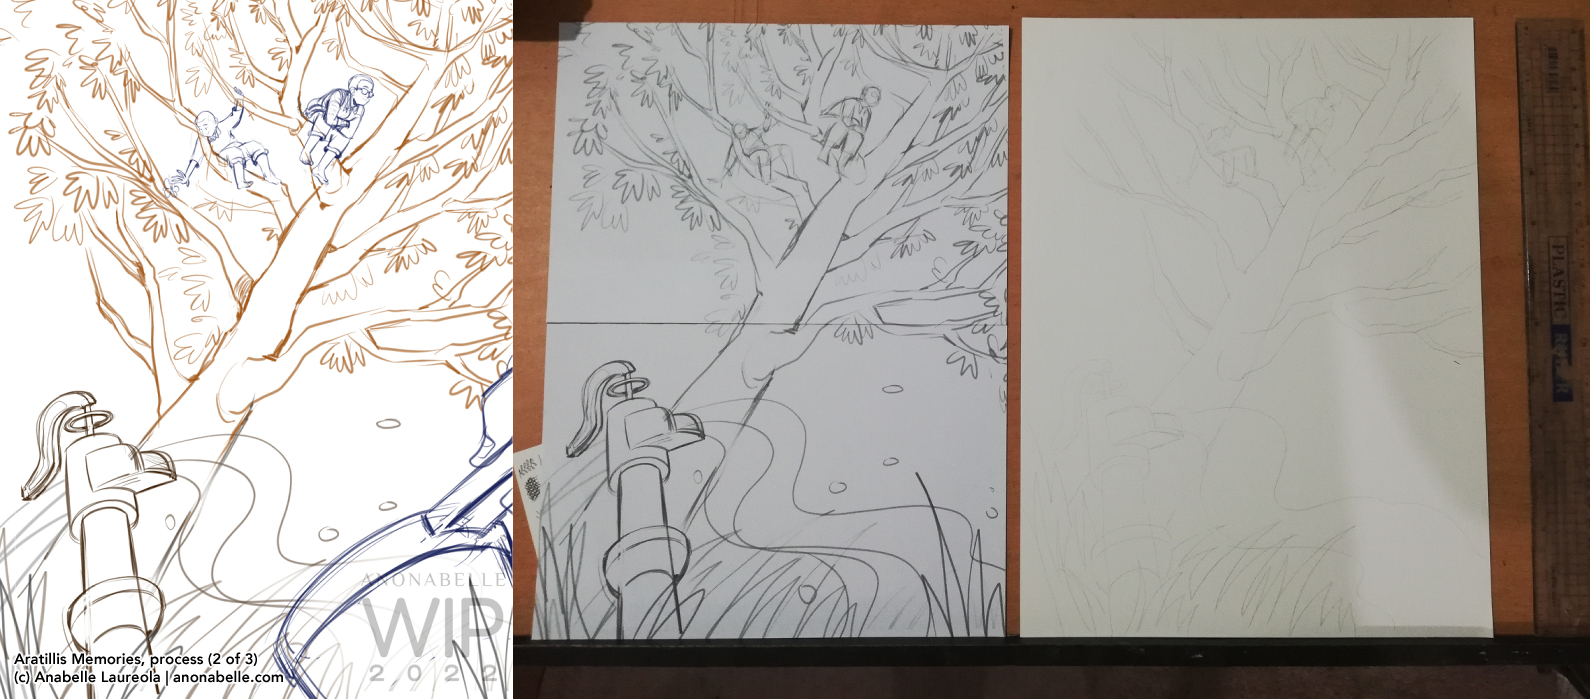 ANONABELLE
WIP
2022
Aratillis Memories, process (2 of 3)
(c) Anabelle Laureola | anonabelle.com
PLASTIC